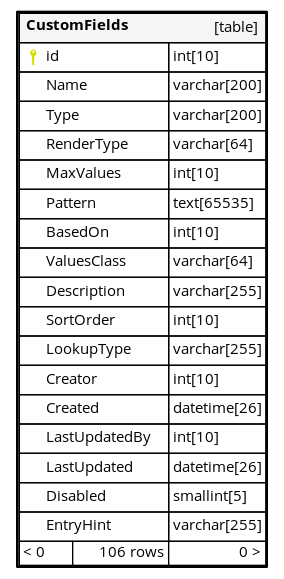 CustomFields [table]
id int[10]
Name varchar[200]
Type varchar[200]
RenderType varchar[64]
MaxValues int[10]
Pattern text[65535]
BasedOn int[10]
ValuesClass varchar[64]
Description varchar[255]
SortOrder int[10]
LookupType varchar[255]
Creator int[10]
Created datetime[26]
LastUpdatedBy int[10]
LastUpdated datetime[26]
Disabled smallint[5]
EntryHint varchar[255]
< 0 106 rows 0 >